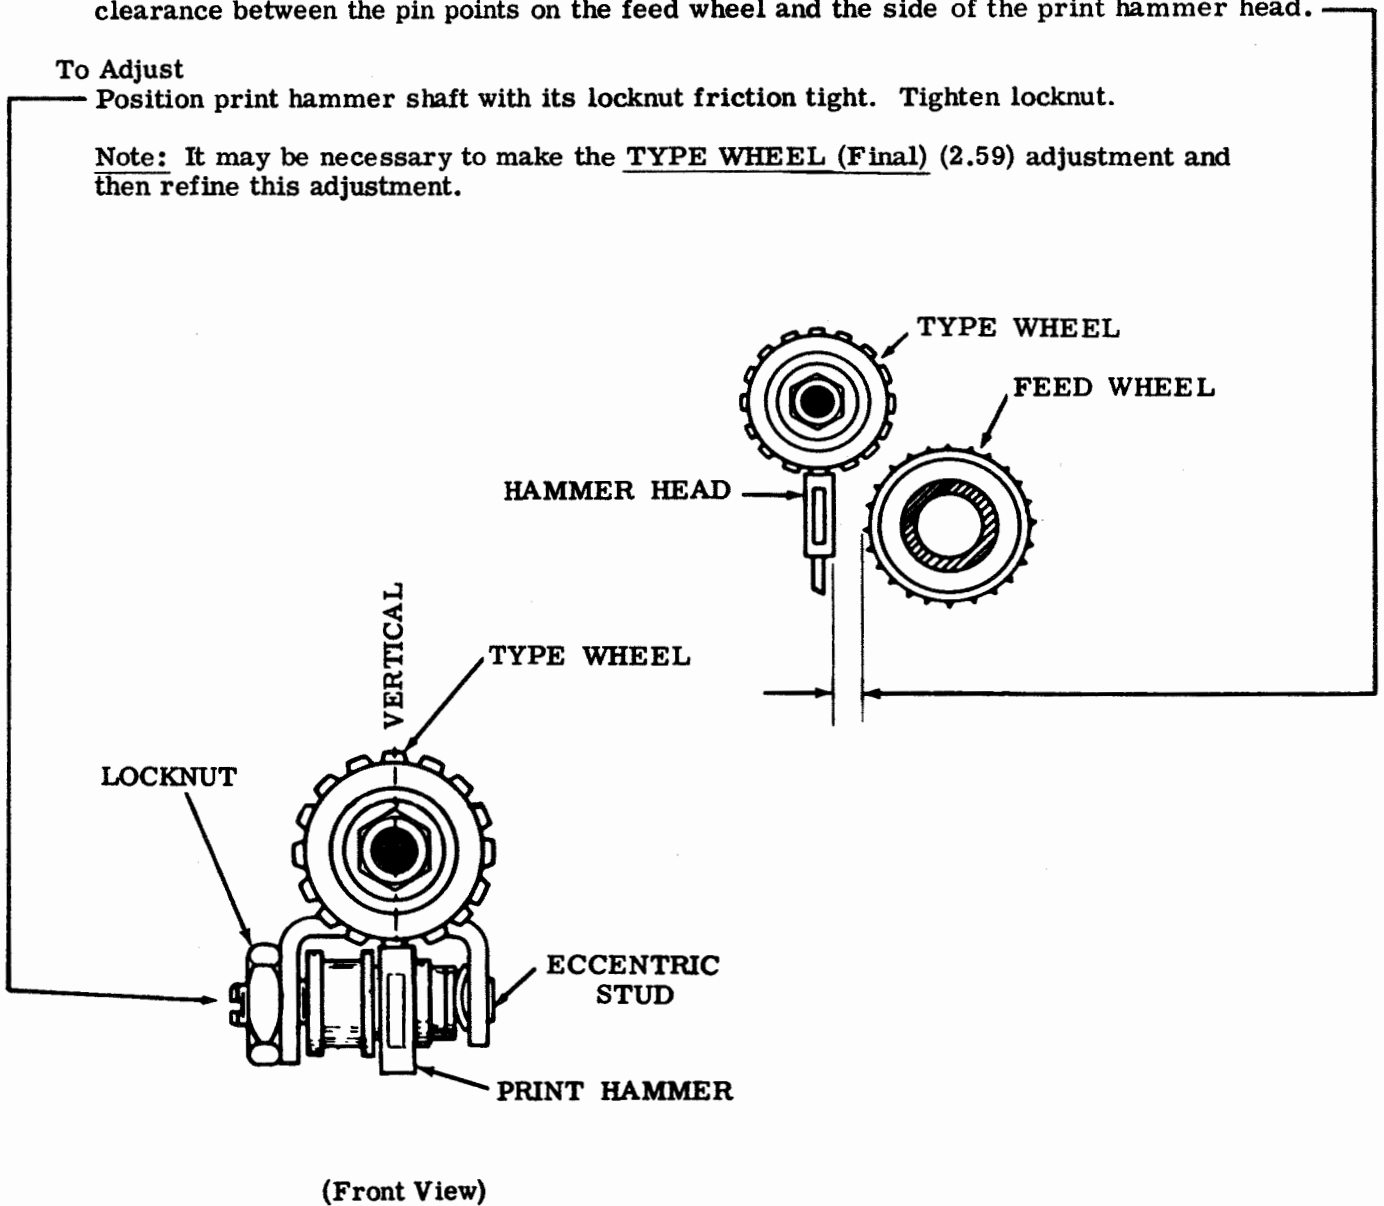 clearance between the pin points on the feed wheel and the side of the print hammer head.
To Adjust
Position print hammer shaft with its locknut friction tight. Tighten locknut.
Note: It may be necessary to make the TYPE WHEEL (Final) (2.59) adjustment and
then refine this adjustment.
TYPE WHEEL
FEED WHEEL
HAMMER HEAD
VERTICAL
TYPE WHEEL
LOCKNUT
ECCENTRIC
STUD
PRINT HAMMER
(Front View)